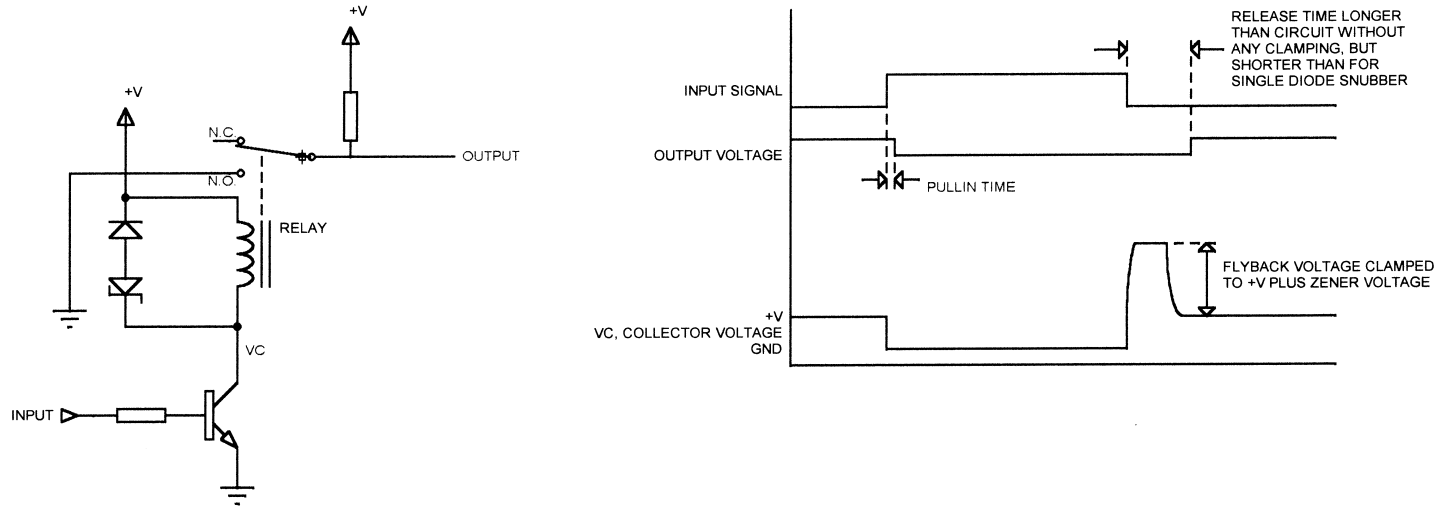 +V
+V
N.C.
OUTPUT
N.O.
RELAY
VC
INPUT
RELEASE TIME LONGER
THAN CIRCUIT WITHOUT
ANY CLAMPING, BUT
SHORTER THAN FOR
SINGLE DIODE SNUBBER
INPUT SIGNAL
OUTPUT VOLTAGE
PULLIN TIME
FLYBACK VOLTAGE CLAMPED
TO +V PLUS ZENER VOLTAGE
+V
VC, COLLECTOR VOLTAGE
GND